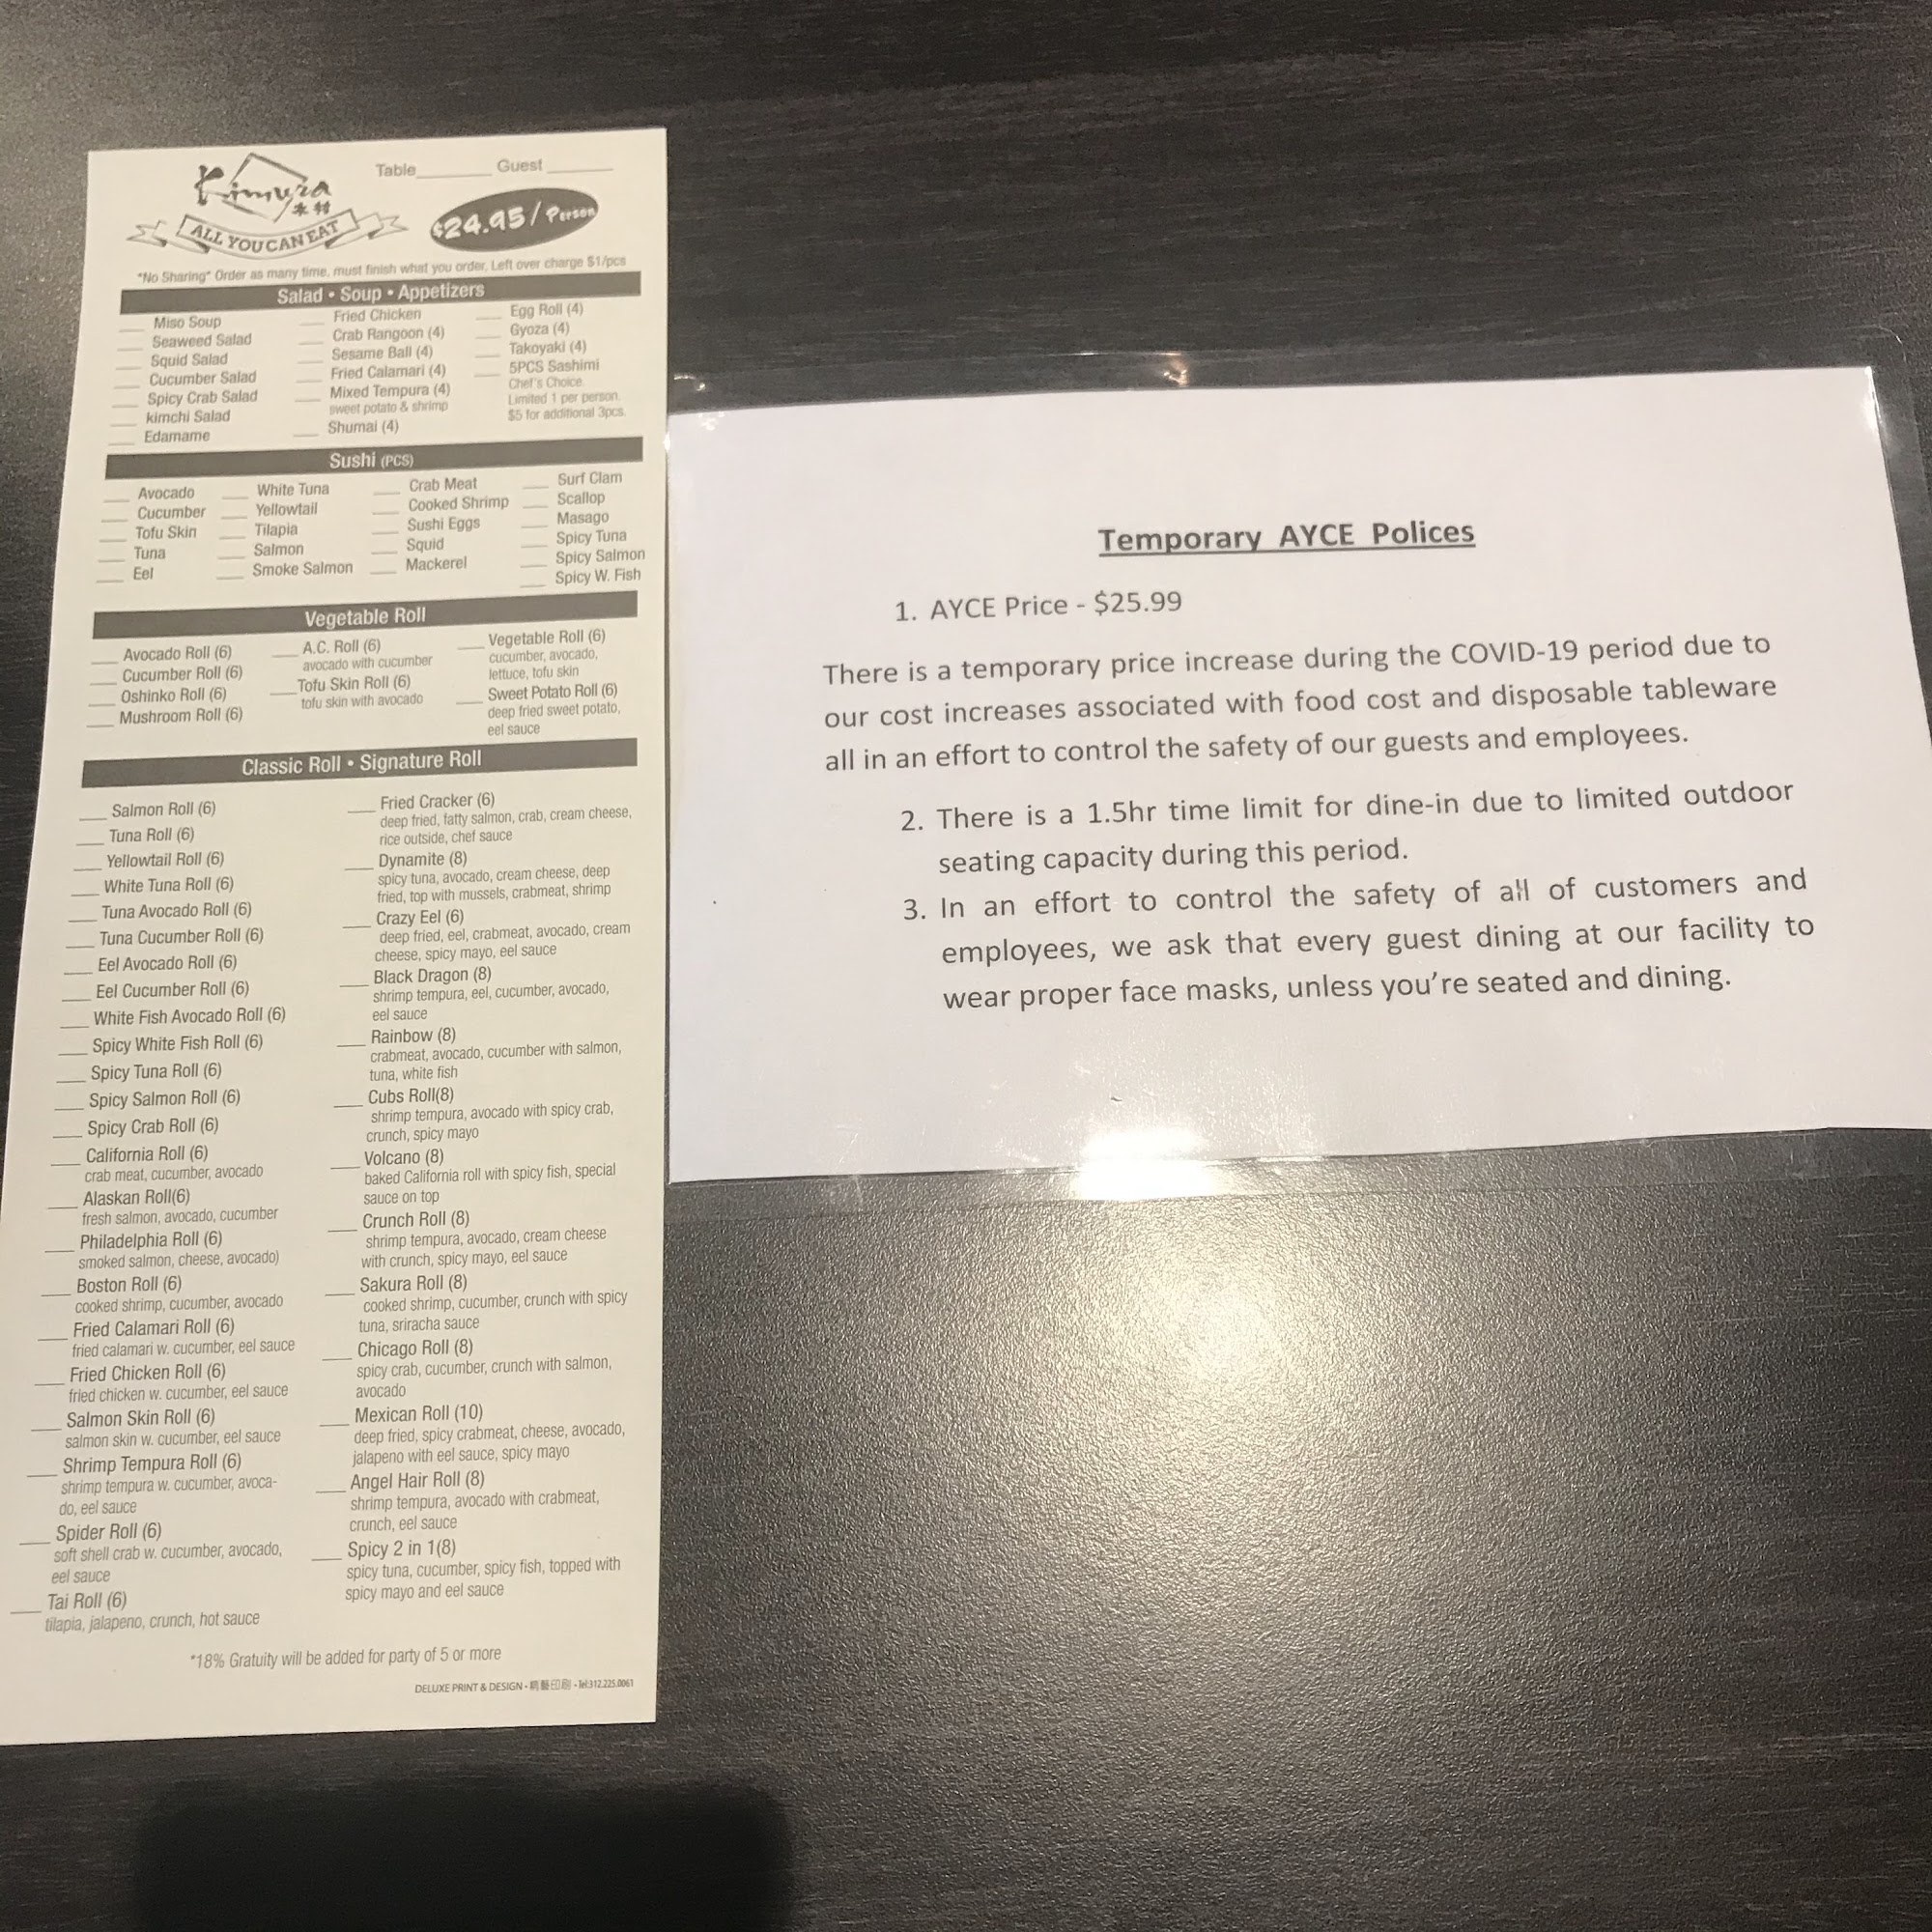 Kimura
木村
ALL YOU CAN EAT
Table Guest
$24.95/Person
"No Sharing" Order as many time, must finish what you order, Left over charge $1/pcs
Salad • Soup • Appetizers
Miso Soup
Seaweed Salad
Squid Salad
Cucumber Salad
Spicy Crab Salad
kimchi Salad
Edamame
Fried Chicken
Crab Rangoon (4)
Sesame Ball (4)
Fried Calamari (4)
Mixed Tempura (4)
sweet potato & shrimp
Shumai (4)
Egg Roll (4)
Gyoza (4)
Takoyaki (4)
5PCS Sashimi
Chef's Choice.
Limited 1 per person.
$5 for additional 3pcs.
Sushi (PCS)
Avocado
Cucumber
Tofu Skin
Tuna
Eel
White Tuna
Yellowtail
Tilapia
Salmon
Smoke Salmon
Crab Meat
Cooked Shrimp
Sushi Eggs
Squid
Mackerel
Surf Clam
Scallop
Masago
Spicy Tuna
Spicy Salmon
Spicy W. Fish
Vegetable Roll
Avocado Roll (6)
Cucumber Roll (6)
Oshinko Roll (6)
Mushroom Roll (6)
A.C. Roll (6)
avocado with cucumber
Tofu Skin Roll (6)
tofu skin with avocado
Vegetable Roll (6)
cucumber, avocado,
lettuce, tofu skin
Sweet Potato Roll (6)
deep fried sweet potato,
eel sauce
Classic Roll • Signature Roll
Salmon Roll (6)
Tuna Roll (6)
Yellowtail Roll (6)
White Tuna Roll (6)
Tuna Avocado Roll (6)
Tuna Cucumber Roll (6)
Eel Avocado Roll (6)
Eel Cucumber Roll (6)
White Fish Avocado Roll (6)
Spicy White Fish Roll (6)
Spicy Tuna Roll (6)
Spicy Salmon Roll (6)
Spicy Crab Roll (6)
California Roll (6)
crab meat, cucumber, avocado
Alaskan Roll(6)
fresh salmon, avocado, cucumber
Philadelphia Roll (6)
smoked salmon, cheese, avocado)
Boston Roll (6)
cooked shrimp, cucumber, avocado
Fried Calamari Roll (6)
fried calamari w. cucumber, eel sauce
Fried Chicken Roll (6)
fried chicken w. cucumber, eel sauce
Salmon Skin Roll (6)
salmon skin w. cucumber, eel sauce
Shrimp Tempura Roll (6)
shrimp tempura w. cucumber, avoca-
do, eel sauce
Spider Roll (6)
soft shell crab w. cucumber, avocado,
eel sauce
Tai Roll (6)
tilapia, jalapeno, crunch, hot sauce
Fried Cracker (6)
deep fried, fatty salmon, crab, cream cheese,
rice outside, chef sauce
Dynamite (8)
spicy tuna, avocado, cream cheese, deep
fried, top with mussels, crabmeat, shrimp
Crazy Eel (6)
deep fried, eel, crabmeat, avocado, cream
cheese, spicy mayo, eel sauce
Black Dragon (8)
shrimp tempura, eel, cucumber, avocado,
eel sauce
Rainbow (8)
crabmeat, avocado, cucumber with salmon,
tuna, white fish
Cubs Roll(8)
shrimp tempura, avocado with spicy crab,
crunch, spicy mayo
Volcano (8)
baked California roll with spicy fish, special
sauce on top
Crunch Roll (8)
shrimp tempura, avocado, cream cheese
with crunch, spicy mayo, eel sauce
Sakura Roll (8)
cooked shrimp, cucumber, crunch with spicy
tuna, sriracha sauce
Chicago Roll (8)
spicy crab, cucumber, crunch with salmon,
avocado
Mexican Roll (10)
deep fried, spicy crabmeat, cheese, avocado,
jalapeno with eel sauce, spicy mayo
Angel Hair Roll (8)
shrimp tempura, avocado with crabmeat,
crunch, eel sauce
Spicy 2 in 1(8)
spicy tuna, cucumber, spicy fish, topped with
spicy mayo and eel sauce
*18% Gratuity will be added for party of 5 or more
DELUXE PRINT & DESIGN • 印刷 • Tel:312.225.0061
Temporary AYCE Polices
1. AYCE Price - $25.99
There is a temporary price increase during the COVID-19 period due to
our cost increases associated with food cost and disposable tableware
all in an effort to control the safety of our guests and employees.
2. There is a 1.5hr time limit for dine-in due to limited outdoor
seating capacity during this period.
3. In an effort to control the safety of all of customers and
employees, we ask that every guest dining at our facility to
wear proper face masks, unless you're seated and dining.